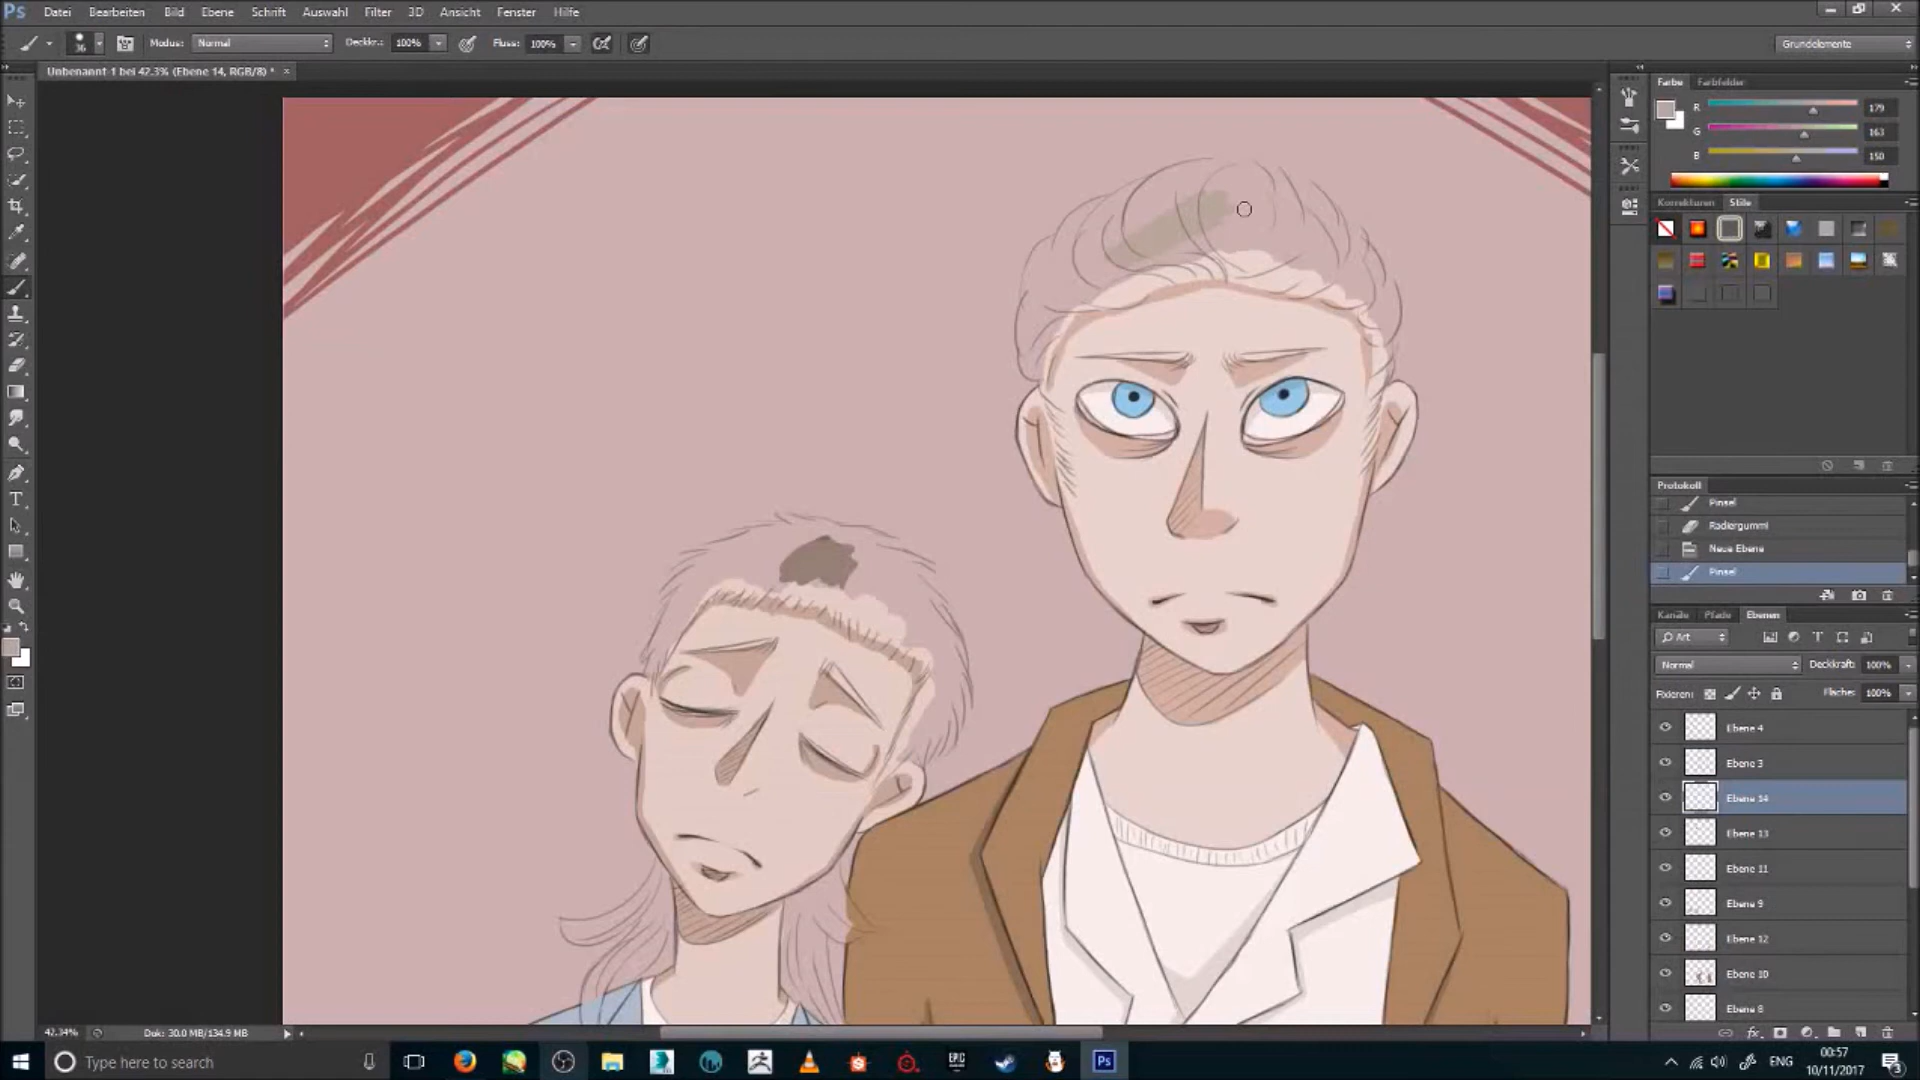 Ps Datei Bearbeiten Bild Ebene Schrift Auswahl Filter 3D Ansicht Fenster Hilfe
36 Modus: Normal Deckkr.: 100% Fluss: 100% Grundelemente
Unbenannt-1 bei 42.3% (Ebene 14, RGB/8) * ×
Farbe Farbfelder
R 179
G 163
B 150
Korrekturen Stile
Protokoll
Pinsel
Radiergummi
Neue Ebene
Pinsel
Kanäle Pfade Ebenen
Art
Normal Deckkraft: 100%
Fixieren: Fläche: 100%
Ebene 4
Ebene 3
Ebene 14
Ebene 13
Ebene 11
Ebene 9
Ebene 12
Ebene 10
Ebene 8
42.34% Dok: 30.0 MB/134.9 MB
Type here to search EPIC Ps ENG 00:57
10/11/2017 3